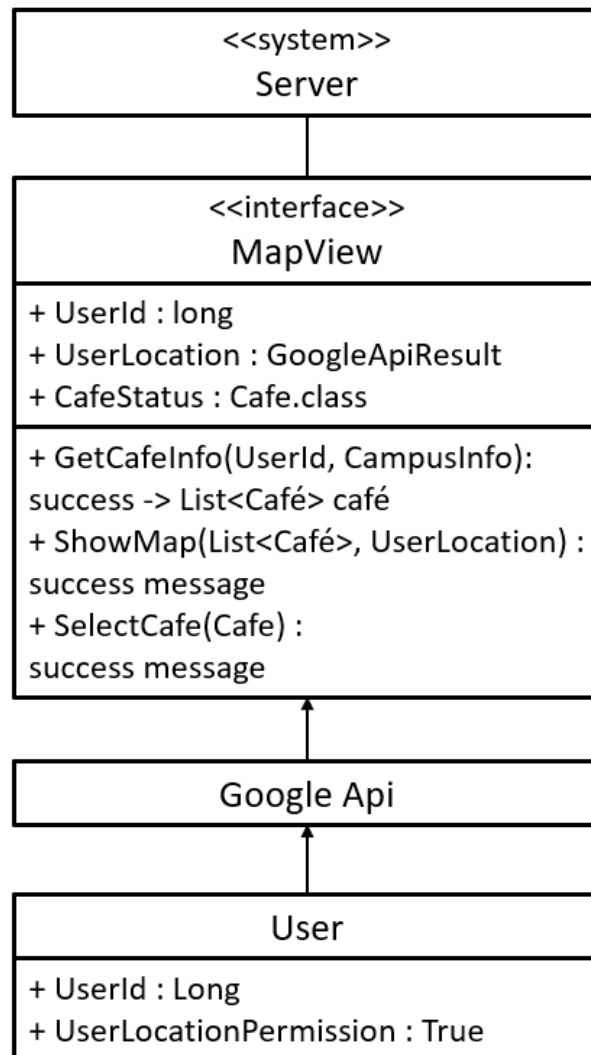 <<system>>
Server
<<interface>>
MapView
+ UserId : long
+ UserLocation : GoogleApiResult
+ CafeStatus : Cafe.class
+ GetCafeInfo(UserId, CampusInfo):
success -> List<Café> café
+ ShowMap(List<Café>, UserLocation) :
success message
+ SelectCafe(Cafe) :
success message
Google Api
User
+ UserId : Long
+ UserLocationPermission : True